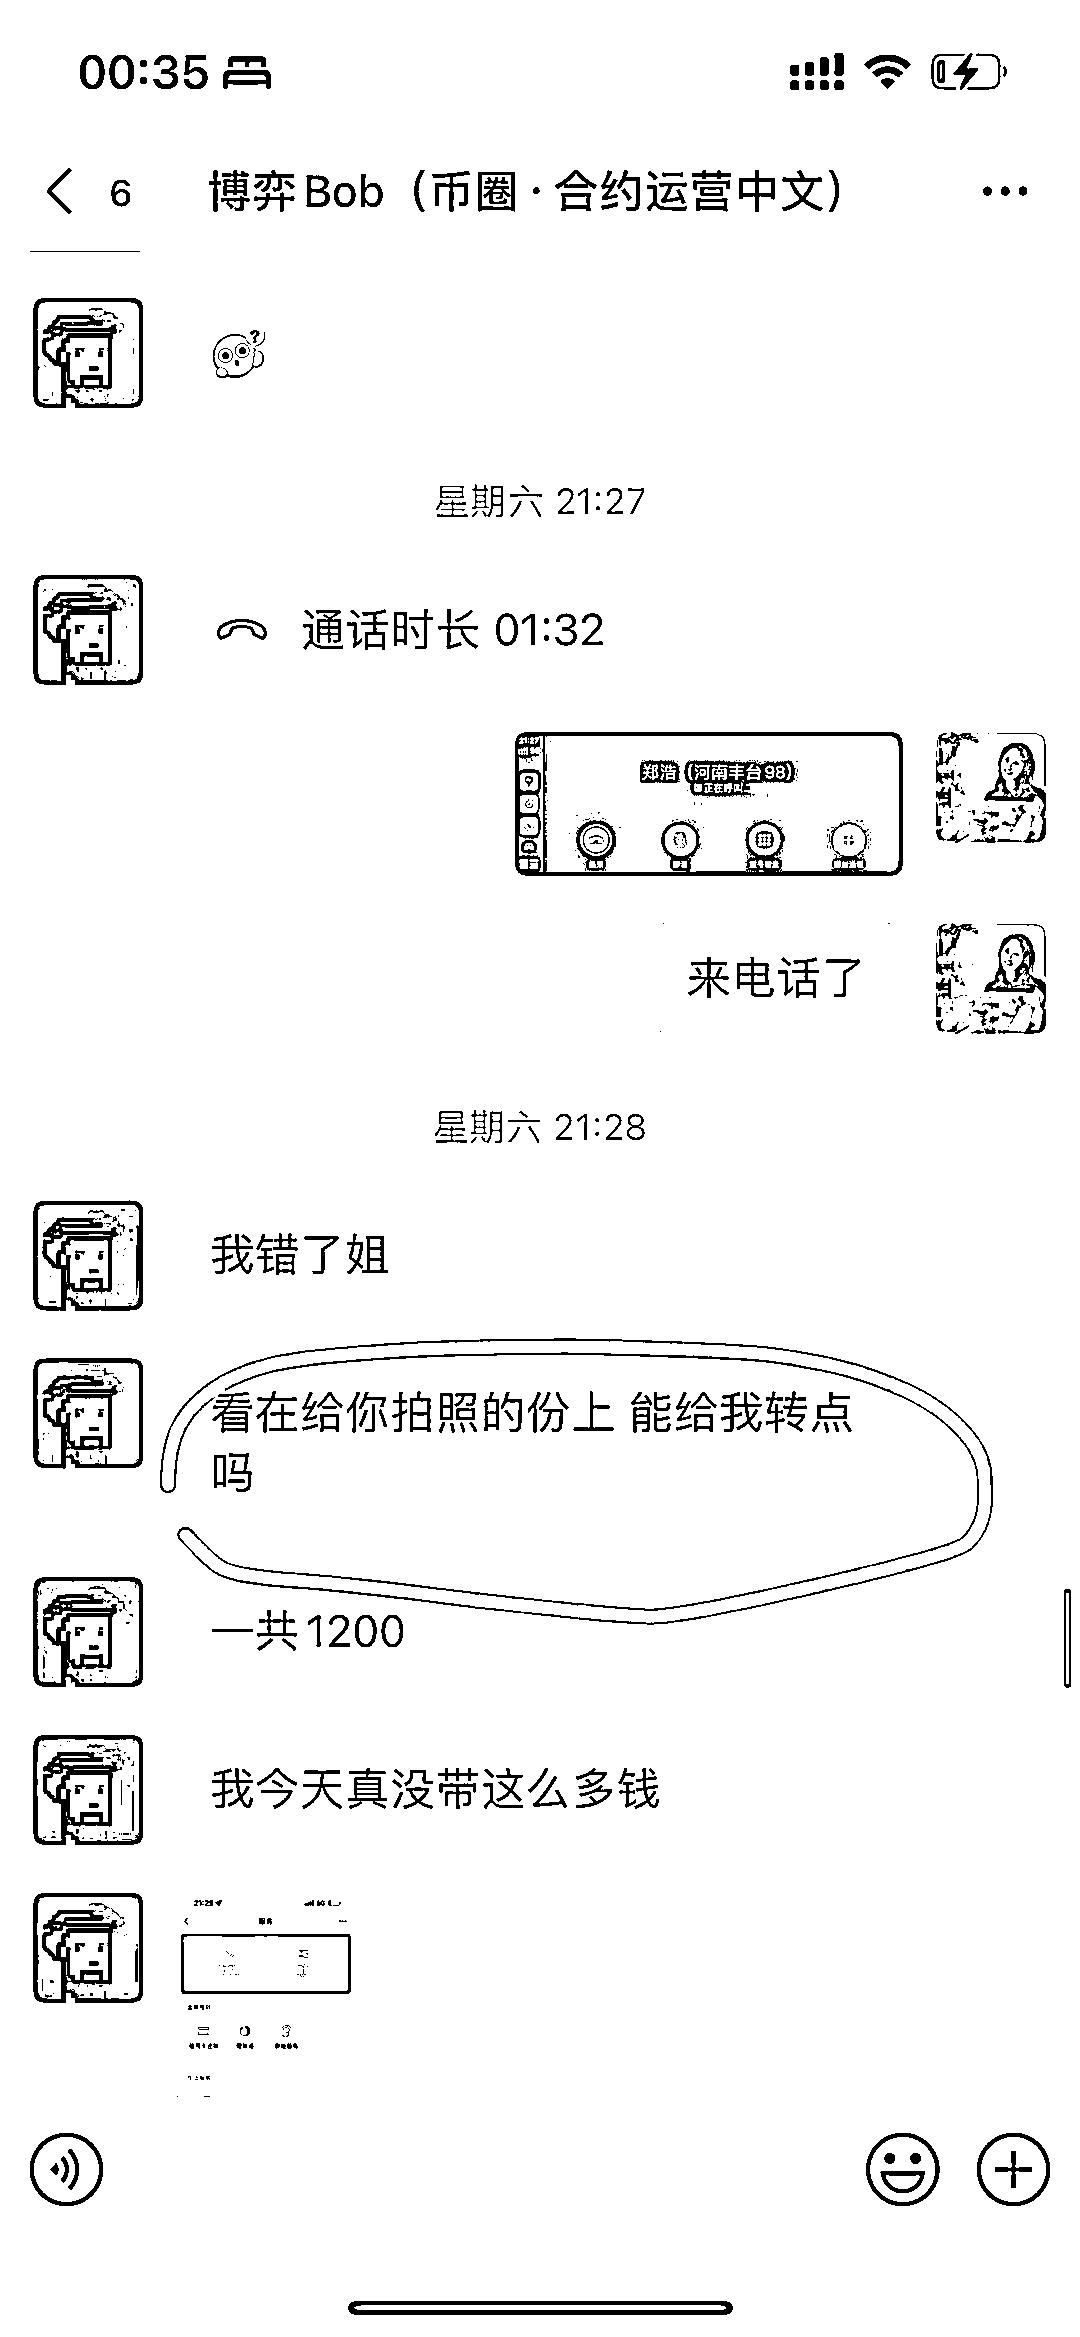 00:35
6 博弈Bob（币圈 · 合约运营中文）
星期六 21:27
通话时长 01:32
郑浩 (河南丰台98)
来电话了
星期六 21:28
我错了姐
看在给你拍照的份上 能给我转点
吗
一共1200
我今天真没带这么多钱